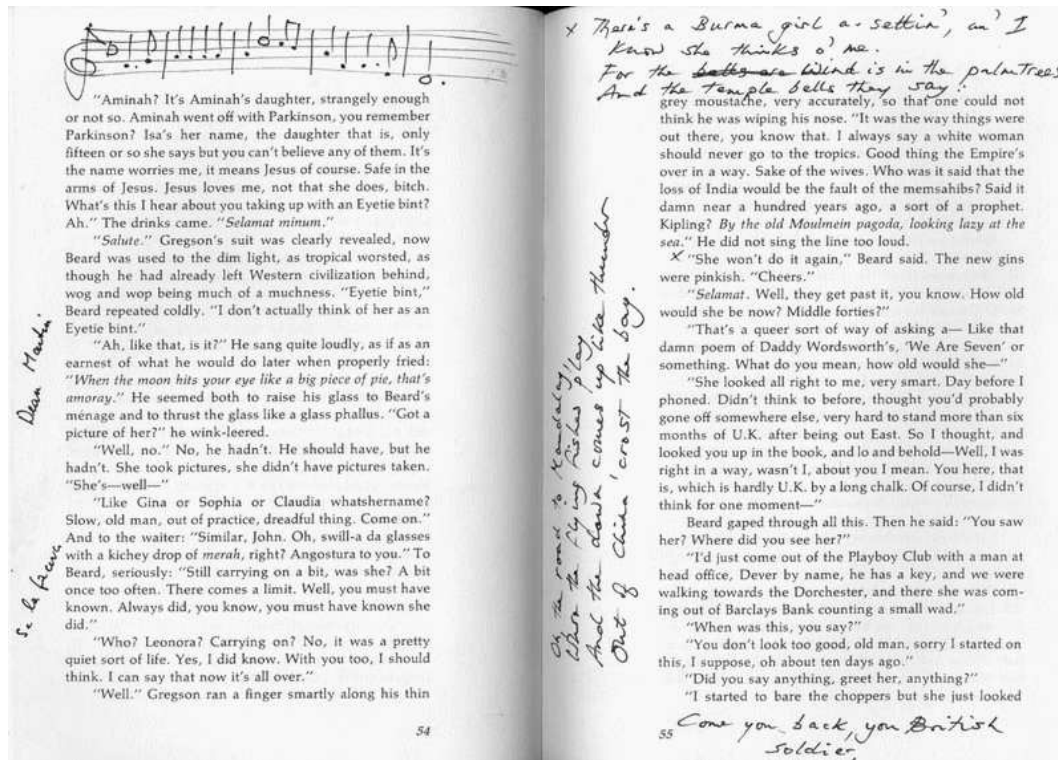 "Aminah? It's Aminah's daughter, strangely enough
or not so. Aminah went off with Parkinson, you remember
Parkinson? Isa's her name, the daughter that is, only
fifteen or so she says but you can't believe any of them. It's
the name worries me, it means Jesus of course. Safe in the
arms of Jesus. Jesus loves me, not that she does, bitch.
What's this I hear about you taking up with an Eyetie bint?
Ah." The drinks came. "Selamat minum."
"Salute." Gregson's suit was clearly revealed, now
Beard was used to the dim light, as tropical worsted, as
though he had already left Western civilization behind,
wog and wop being much of a muchness. "Eyetie bint,"
Beard repeated coldly. "I don't actually think of her as an
Eyetie bint."
"Ah, like that, is it?" He sang quite loudly, as if as an
earnest of what he would do later when properly fried:
"When the moon hits your eye like a big piece of pie, that's
amoray." He seemed both to raise his glass to Beard's
ménage and to thrust the glass like a glass phallus. "Got a
picture of her?" he wink-leered.
"Well, no." No, he hadn't. He should have, but he
hadn't. She took pictures, she didn't have pictures taken.
"She's—well—"
"Like Gina or Sophia or Claudia whatshername?
Slow, old man, out of practice, dreadful thing. Come on."
And to the waiter: "Similar, John. Oh, swill-a da glasses
with a kichey drop of merah, right? Angostura to you." To
Beard, seriously: "Still carrying on a bit, was she? A bit
once too often. There comes a limit. Well, you must have
known. Always did, you know, you must have known she
did."
"Who? Leonora? Carrying on? No, it was a pretty
quiet sort of life. Yes, I did know. With you too, I should
think. I can say that now it's all over."
"Well." Gregson ran a finger smartly along his thin
54
Dean Martin
x There's a Burma girl a-settin', an' I
know she thinks o' me.
For the bells are Wind is in the palmtrees
And the temple bells they say:
grey moustache, very accurately, so that one could not
think he was wiping his nose. "It was the way things were
out there, you know that. I always say a white woman
should never go to the tropics. Good thing the Empire's
over in a way. Sake of the wives. Who was it said that the
loss of India would be the fault of the memsahibs? Said it
damn near a hundred years ago, a sort of a prophet.
Kipling? By the old Moulmein pagoda, looking lazy at the
sea." He did not sing the line too loud.
x "She won't do it again," Beard said. The new gins
were pinkish. "Cheers."
"Selamat. Well, they get past it, you know. How old
would she be now? Middle forties?"
"That's a queer sort of way of asking a— Like that
damn poem of Daddy Wordsworth's, 'We Are Seven' or
something. What do you mean, how old would she—"
"She looked all right to me, very smart. Day before I
phoned. Didn't think to before, thought you'd probably
gone off somewhere else, very hard to stand more than six
months of U.K. after being out East. So I thought, and
looked you up in the book, and lo and behold—Well, I was
right in a way, wasn't I, about you I mean. You here, that
is, which is hardly U.K. by a long chalk. Of course, I didn't
think for one moment—"
Beard gaped through all this. Then he said: "You saw
her? Where did you see her?"
"I'd just come out of the Playboy Club with a man at
head office, Dever by name, he has a key, and we were
walking towards the Dorchester, and there she was com-
ing out of Barclays Bank counting a small wad."
"When was this, you say?"
"You don't look too good, old man, sorry I started on
this, I suppose, oh about ten days ago."
"Did you say anything, greet her, anything?"
"I started to bare the choppers but she just looked
55
Come you back, you British
soldier
On the road to Mandalay,
Where the flying fishes play
And the dawn comes up like thunder
Out of China 'crost the bay.